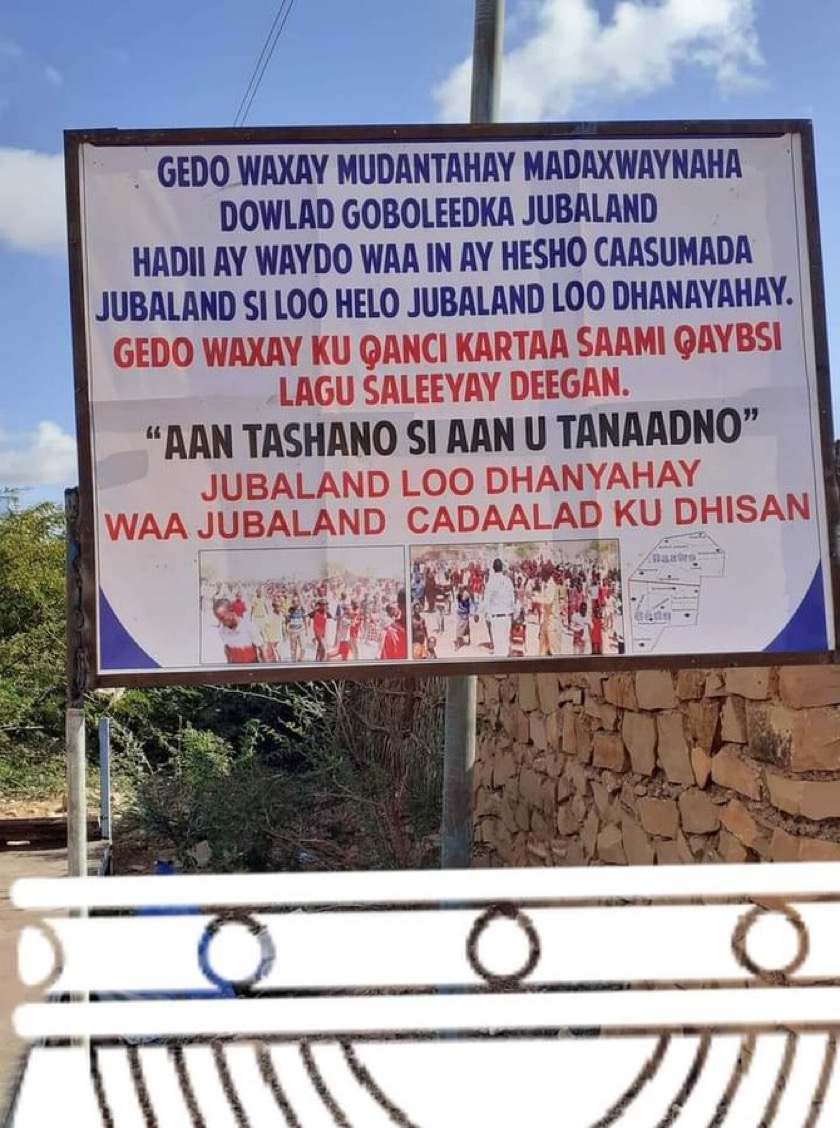 GEDO WAXAY MUDANTAHAY MADAXWAYNAHA
DOWLAD GOBOLEEDKA JUBALAND
HADII AY WAYDO WAA IN AY HESHO CAASUMADA
JUBALAND SI LOO HELO JUBALAND LOO DHANAYAHAY.
GEDO WAXAY KU QANCI KARTAA SAAMI QAYBSI
LAGU SALEEYAY DEEGAN.
“AAN TASHANO SI AAN U TANAADNO”
JUBALAND LOO DHANYAHAY
WAA JUBALAND CADAALAD KU DHISAN